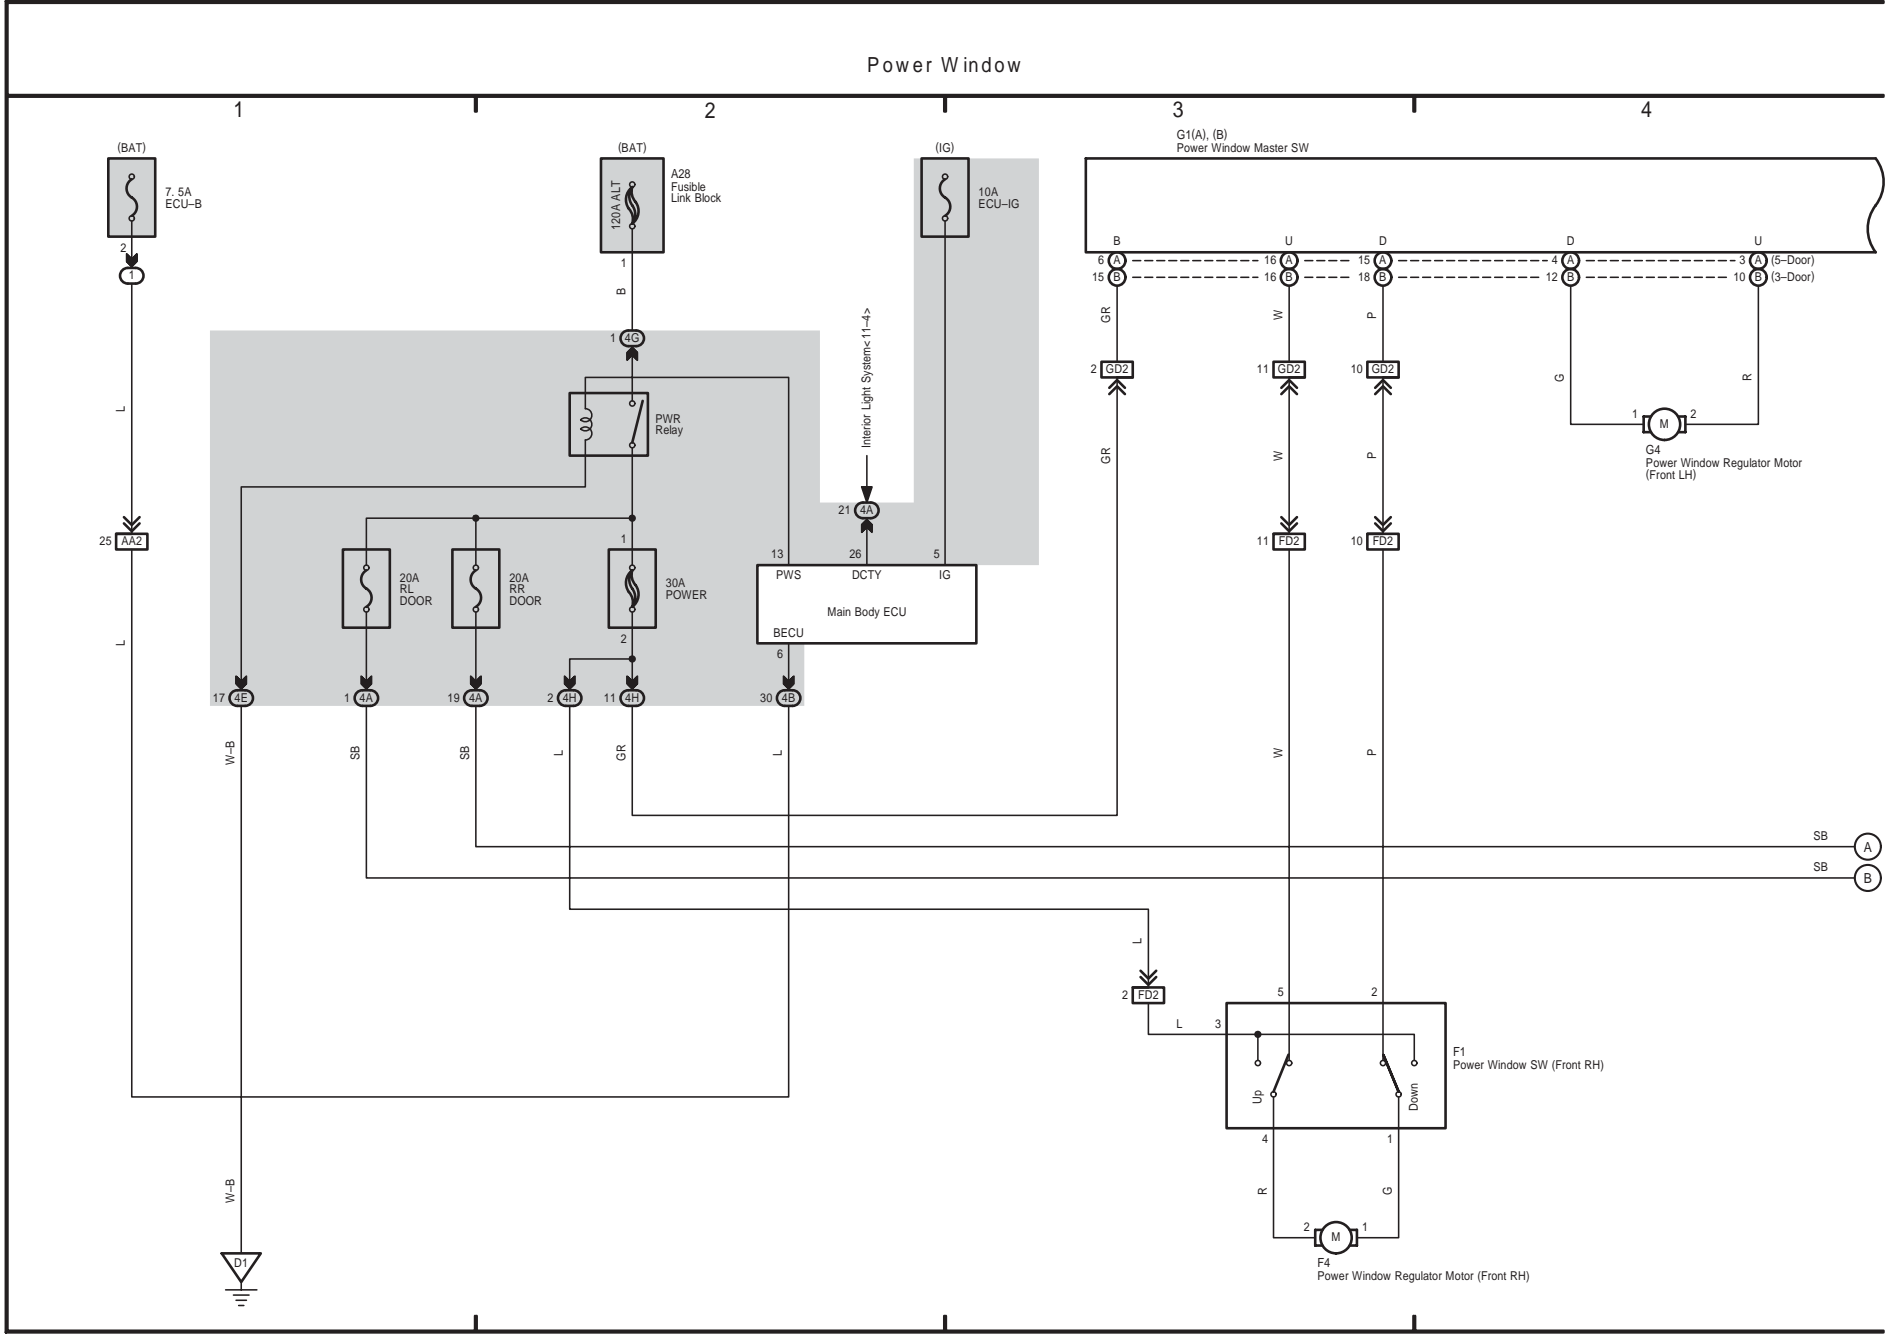 Power Window
1
2
3
4
(BAT)
(BAT)
(IG)
G1(A), (B)
Power Window Master SW
7. 5A
ECU–B
120A ALT
A28
Fusible
Link Block
10A
ECU–IG
B
U
D
D
U
6 A
16 A
15 A
4 A
3 A (5–Door)
15 B
16 B
18 B
12 B
10 B (3–Door)
2
1
1
B
GR
W
P
G
R
Interior Light System<11–4>
1 4G
2 GD2
11 GD2
10 GD2
L
PWR
Relay
1
M
2
G4
Power Window Regulator Motor
(Front LH)
GR
W
P
21 4A
25 AA2
11 FD2
10 FD2
1
13
26
5
PWS
DCTY
IG
20A
RL
DOOR
20A
RR
DOOR
30A
POWER
Main Body ECU
BECU
2
6
L
17 4E
1 4A
19 4A
2 4H
11 4H
30 4B
W–B
SB
SB
L
GR
L
W
P
SB
A
SB
B
L
2 FD2
5
2
L
3
F1
Power Window SW (Front RH)
Up
Down
4
1
W–B
R
G
2
M
1
D1
F4
Power Window Regulator Motor (Front RH)